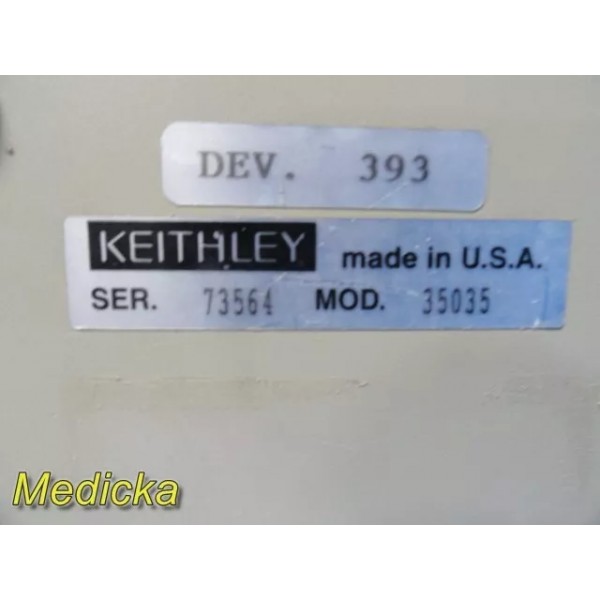 DEV. 393
KEITHLEY made in U.S.A.
SER. 73564 MOD. 35035
Medicka